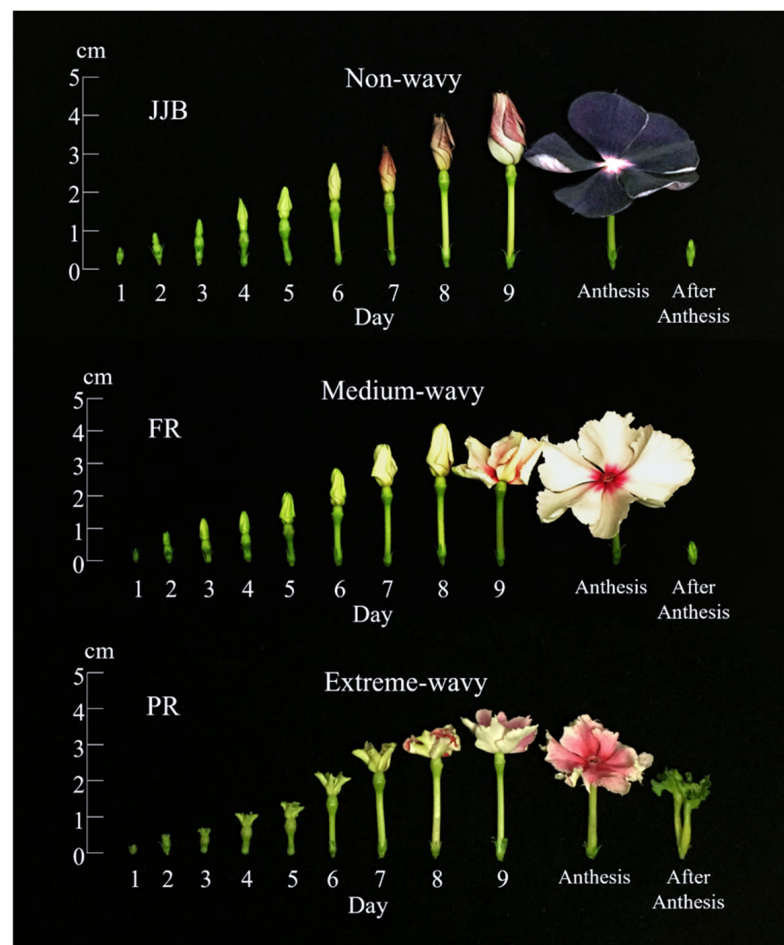 cm
Non-wavy
5
JJB
4
3
2
1
0
1 2 3 4 5 6 7 8 9 Anthesis After Anthesis
Day
cm
Medium-wavy
5
FR
4
3
2
1
0
1 2 3 4 5 6 7 8 9 Anthesis After Anthesis
Day
cm
Extreme-wavy
5
PR
4
3
2
1
0
1 2 3 4 5 6 7 8 9 Anthesis After Anthesis
Day